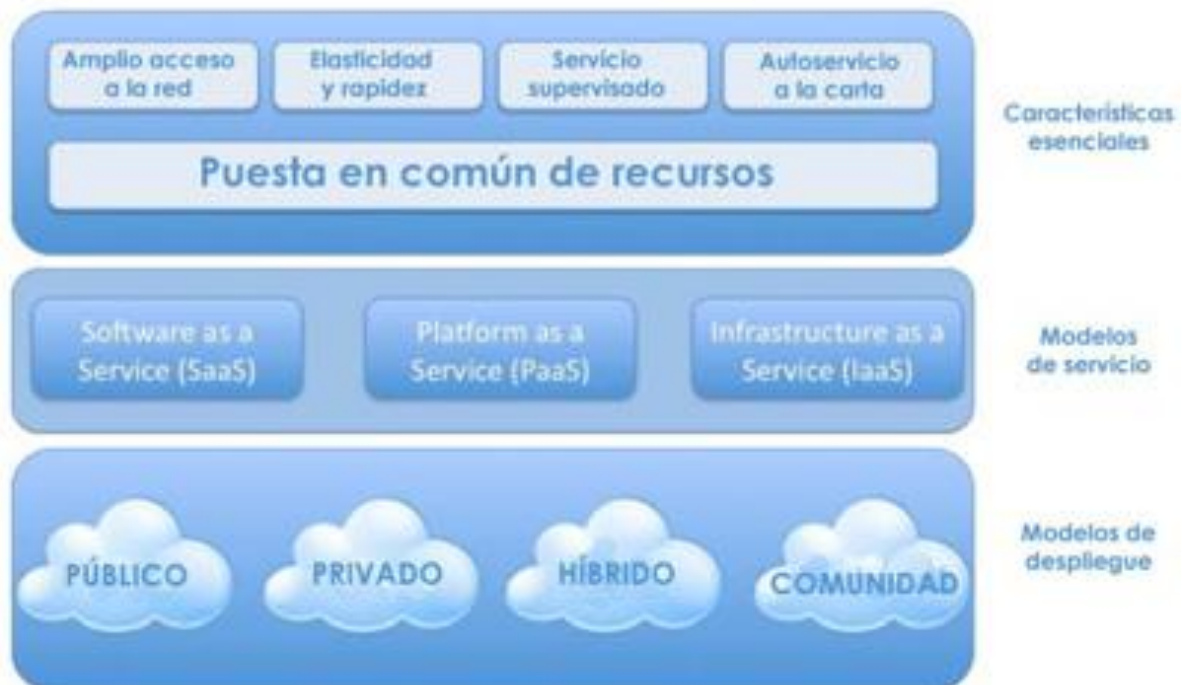 Amplio acceso
a la red
Elasticidad
y rapidez
Servicio
supervisado
Autoservicio
a la carta
Puesta en común de recursos
Características
esenciales
Software as a
Service (SaaS)
Platform as a
Service (PaaS)
Infrastructure as a
Service (IaaS)
Modelos
de servicio
PÚBLICO
PRIVADO
HÍBRIDO
COMUNIDAD
Modelos de
despliegue